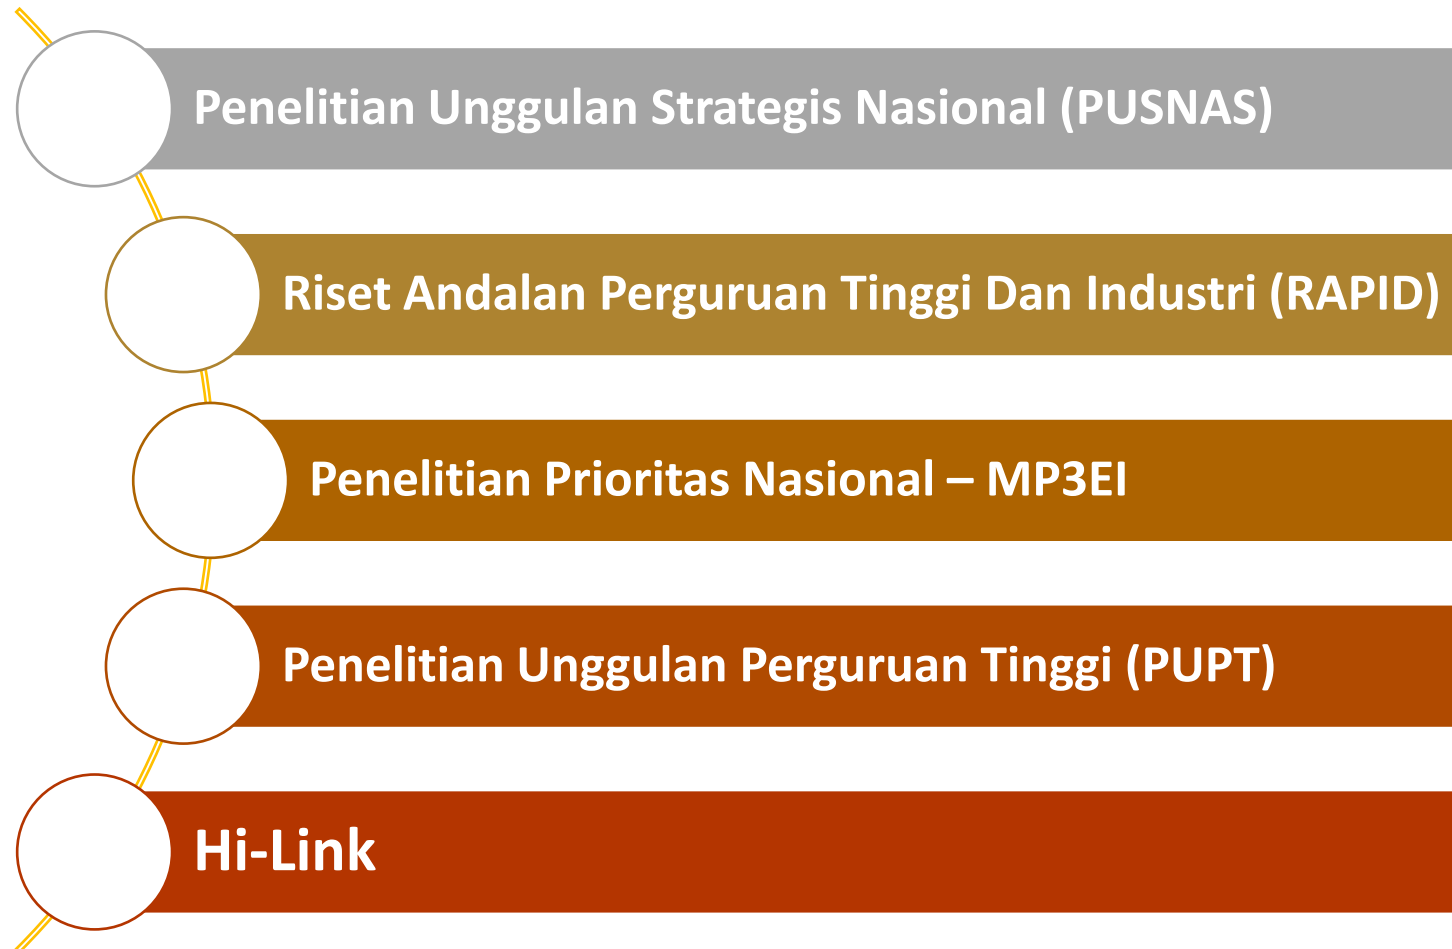 Penelitian Unggulan Strategis Nasional (PUSNAS)
Riset Andalan Perguruan Tinggi Dan Industri (RAPID)
Penelitian Prioritas Nasional – MP3EI
Penelitian Unggulan Perguruan Tinggi (PUPT)
Hi-Link